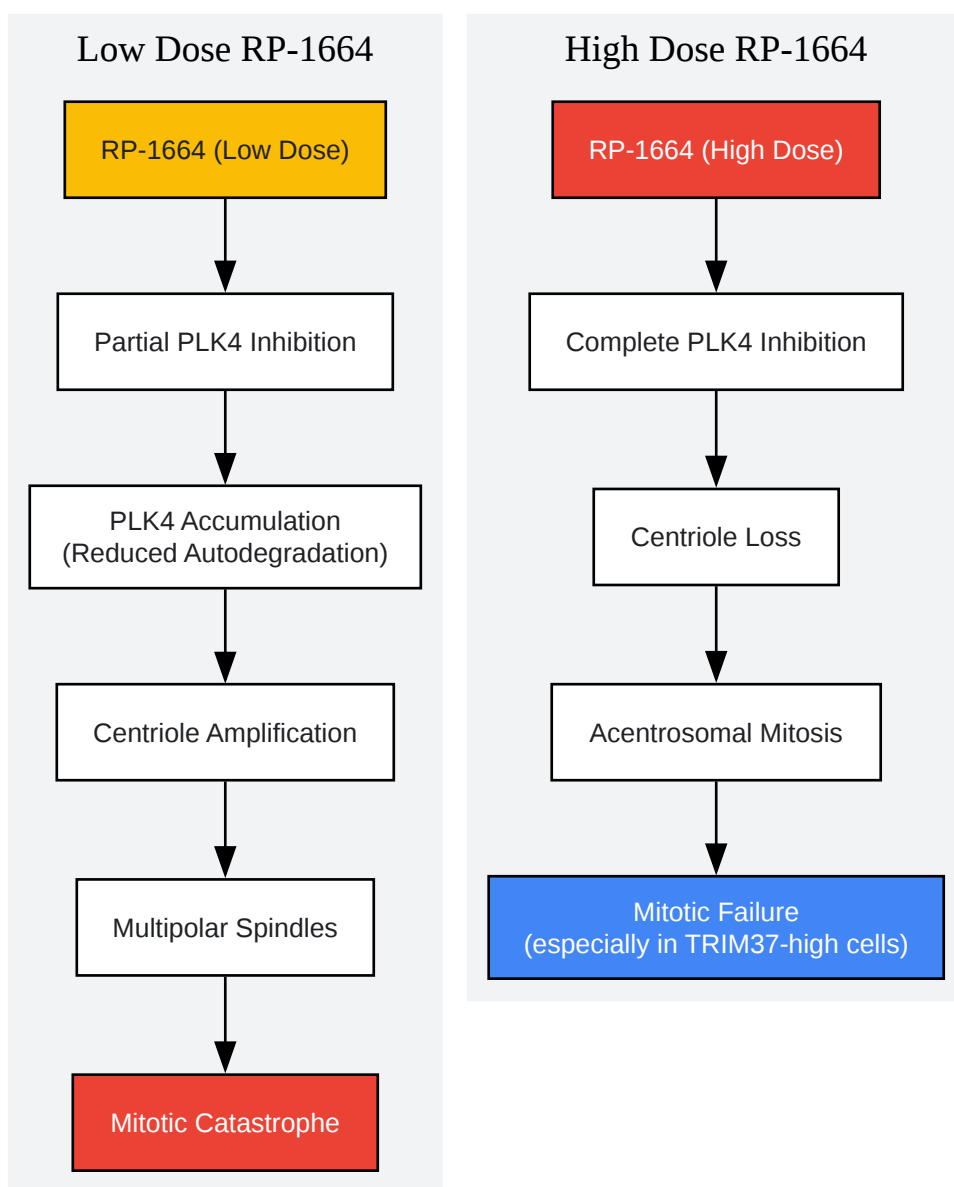 Low Dose RP-1664
RP-1664 (Low Dose)
Partial PLK4 Inhibition
PLK4 Accumulation
(Reduced Autodegradation)
Centriole Amplification
Multipolar Spindles
Mitotic Catastrophe
High Dose RP-1664
RP-1664 (High Dose)
Complete PLK4 Inhibition
Centriole Loss
Acentrosomal Mitosis
Mitotic Failure
(especially in TRIM37-high cells)